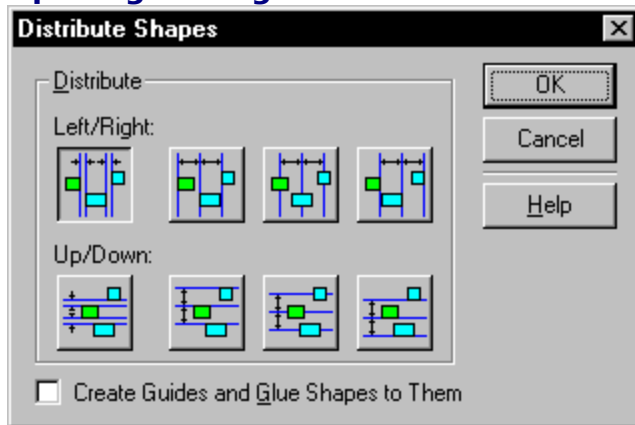 Distribute Shapes
Distribute
OK
Left/Right:
Cancel
Help
Up/Down:
Create Guides and Glue Shapes to Them